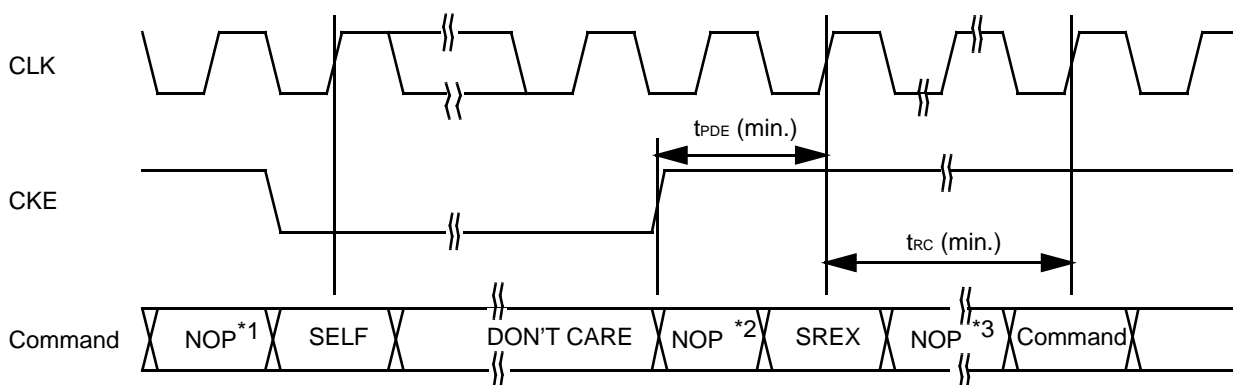 CLK
tPDE (min.)
CKE
tRC (min.)
Command NOP*1 SELF DON'T CARE NOP *2 SREX NOP*3 Command